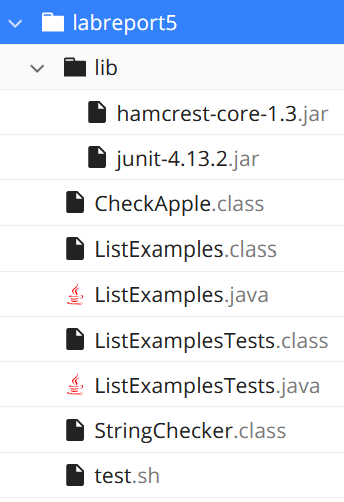 labreport5
lib
hamcrest-core-1.3.jar
junit-4.13.2.jar
CheckApple.class
ListExamples.class
ListExamples.java
ListExamplesTests.class
ListExamplesTests.java
StringChecker.class
test.sh